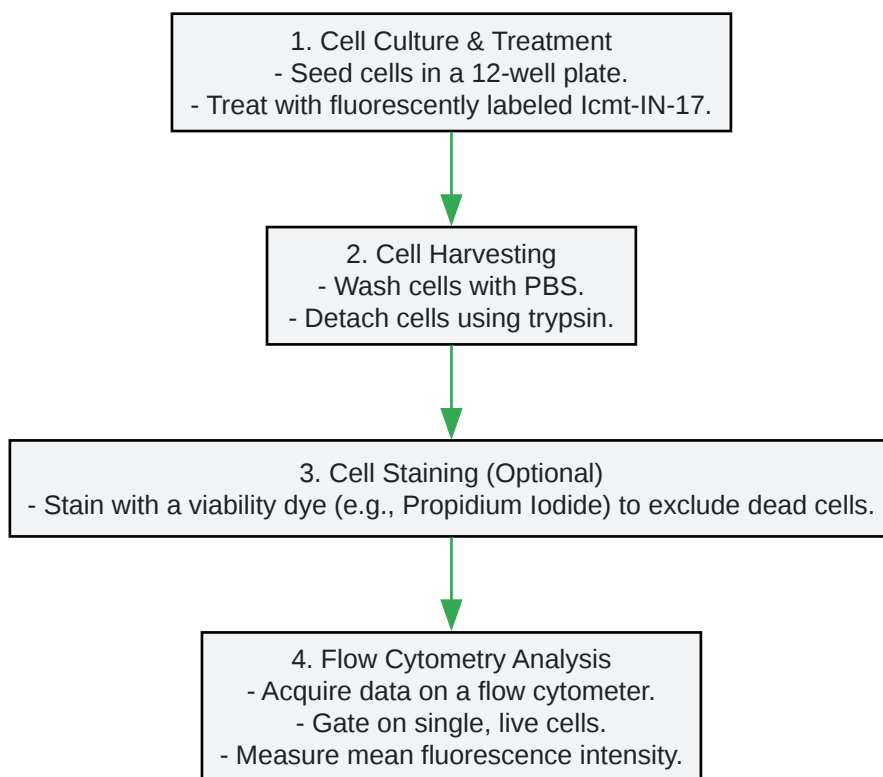 1. Cell Culture & Treatment
- Seed cells in a 12-well plate.
- Treat with fluorescently labeled Icmt-IN-17.
2. Cell Harvesting
- Wash cells with PBS.
- Detach cells using trypsin.
3. Cell Staining (Optional)
- Stain with a viability dye (e.g., Propidium Iodide) to exclude dead cells.
4. Flow Cytometry Analysis
- Acquire data on a flow cytometer.
- Gate on single, live cells.
- Measure mean fluorescence intensity.